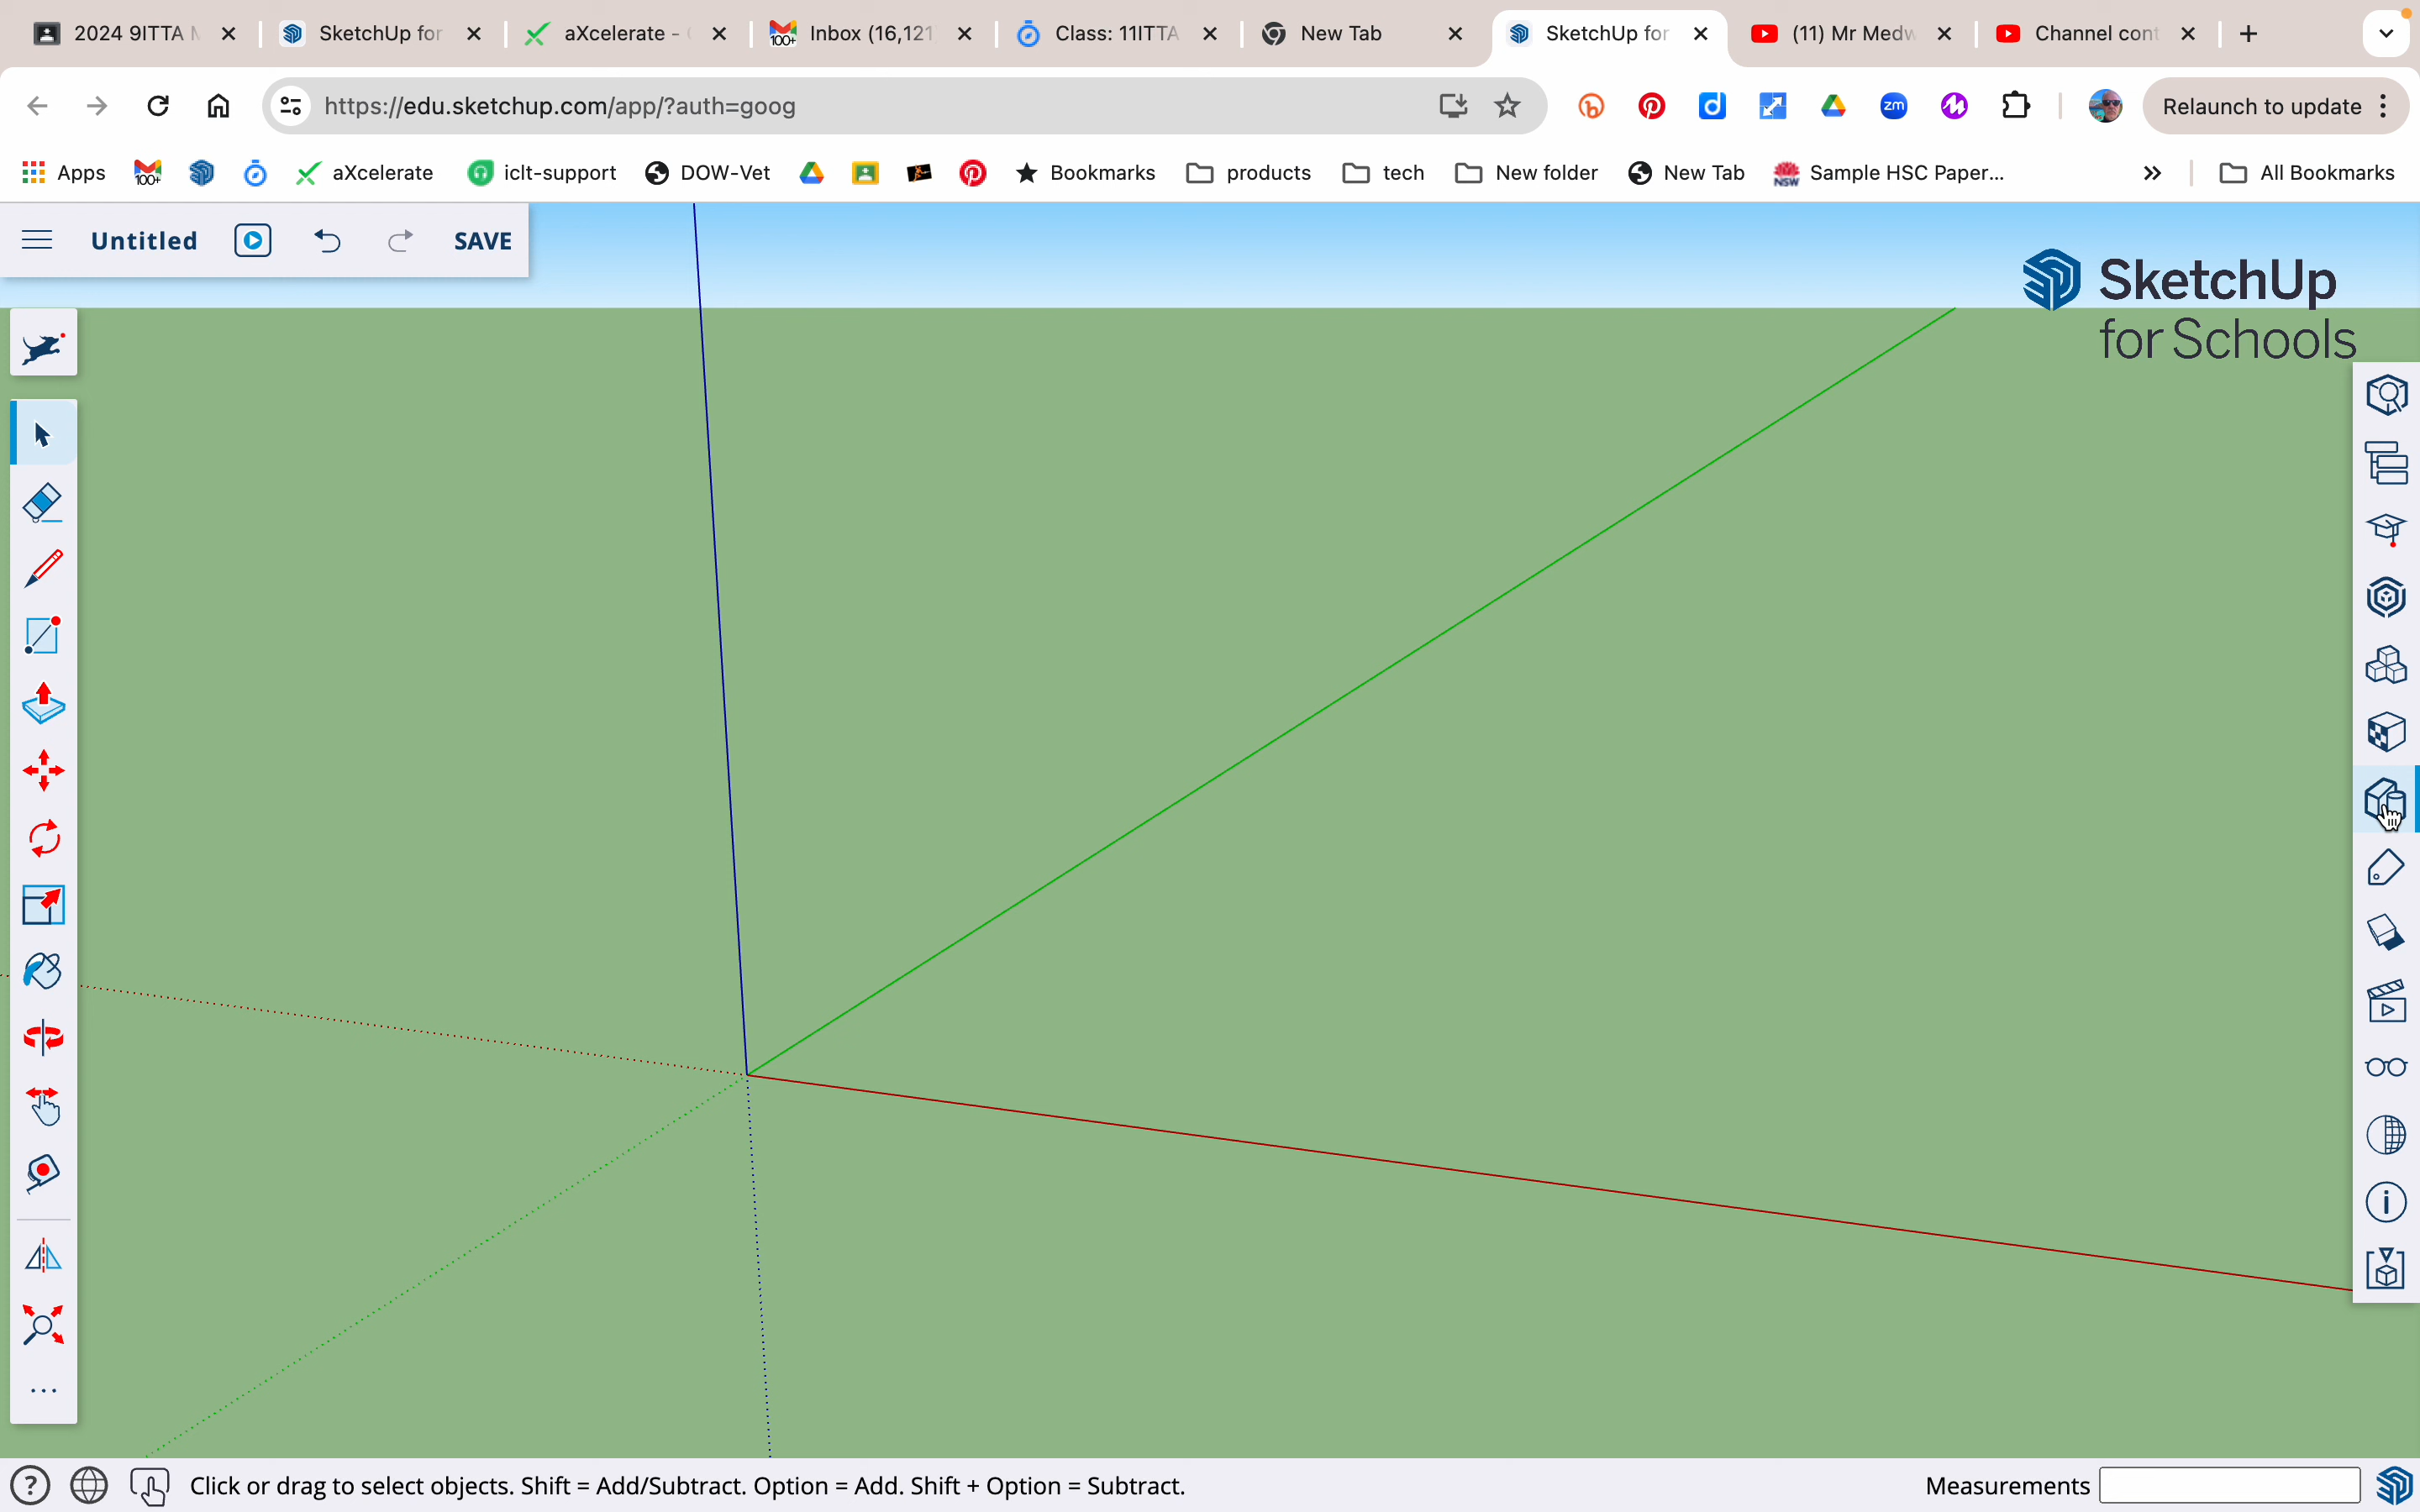 2024 9ITTA
SketchUp for
aXcelerate -
Inbox (16,121
Class: 11ITTA
New Tab
SketchUp for
(11) Mr Medw
Channel cont
https://edu.sketchup.com/app/?auth=goog
zm
Relaunch to update
Apps
100+
aXcelerate
iclt-support
DOW-Vet
Bookmarks
products
tech
New folder
New Tab
NSW
Sample HSC Paper...
All Bookmarks
Untitled
SAVE
SketchUp
for Schools
Click or drag to select objects. Shift = Add/Subtract. Option = Add. Shift + Option = Subtract.
Measurements